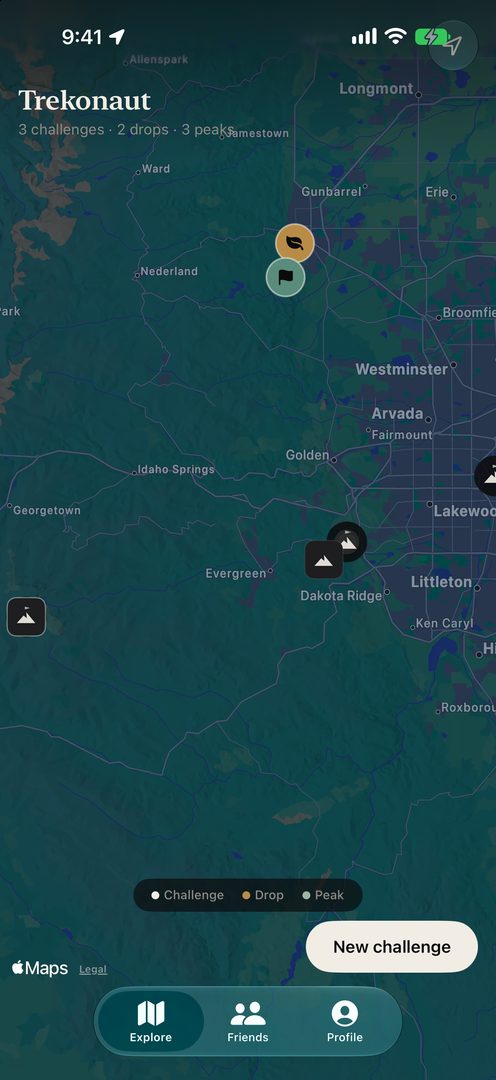 9:41
Allenspark
Longmont
Trekonaut
3 challenges · 2 drops · 3 peaks
Jamestown
Ward
Gunbarrel
Erie
Nederland
Park
Broomfie
Westminster
Arvada
Fairmount
Golden
Idaho Springs
Georgetown
Lakewoo
Evergreen
Littleton
Dakota Ridge
Ken Caryl
Hi
Roxborou
Challenge
Drop
Peak
New challenge
Maps
Legal
Explore
Friends
Profile